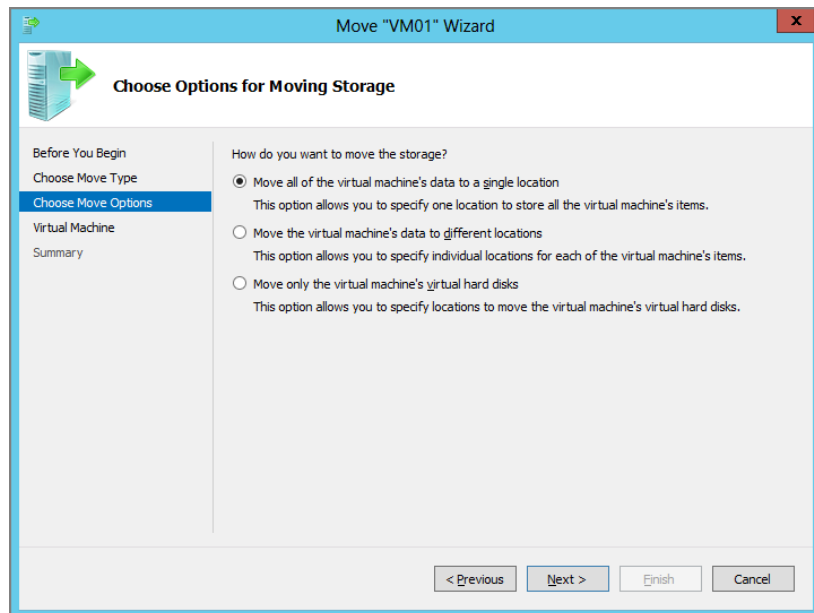 Move "VM01" Wizard
x
Choose Options for Moving Storage
Before You Begin
Choose Move Type
Choose Move Options
Virtual Machine
Summary
How do you want to move the storage?
Move all of the virtual machine's data to a single location
This option allows you to specify one location to store all the virtual machine's items.
Move the virtual machine's data to different locations
This option allows you to specify individual locations for each of the virtual machine's items.
Move only the virtual machine's virtual hard disks
This option allows you to specify locations to move the virtual machine's virtual hard disks.
< Previous
Next >
Finish
Cancel